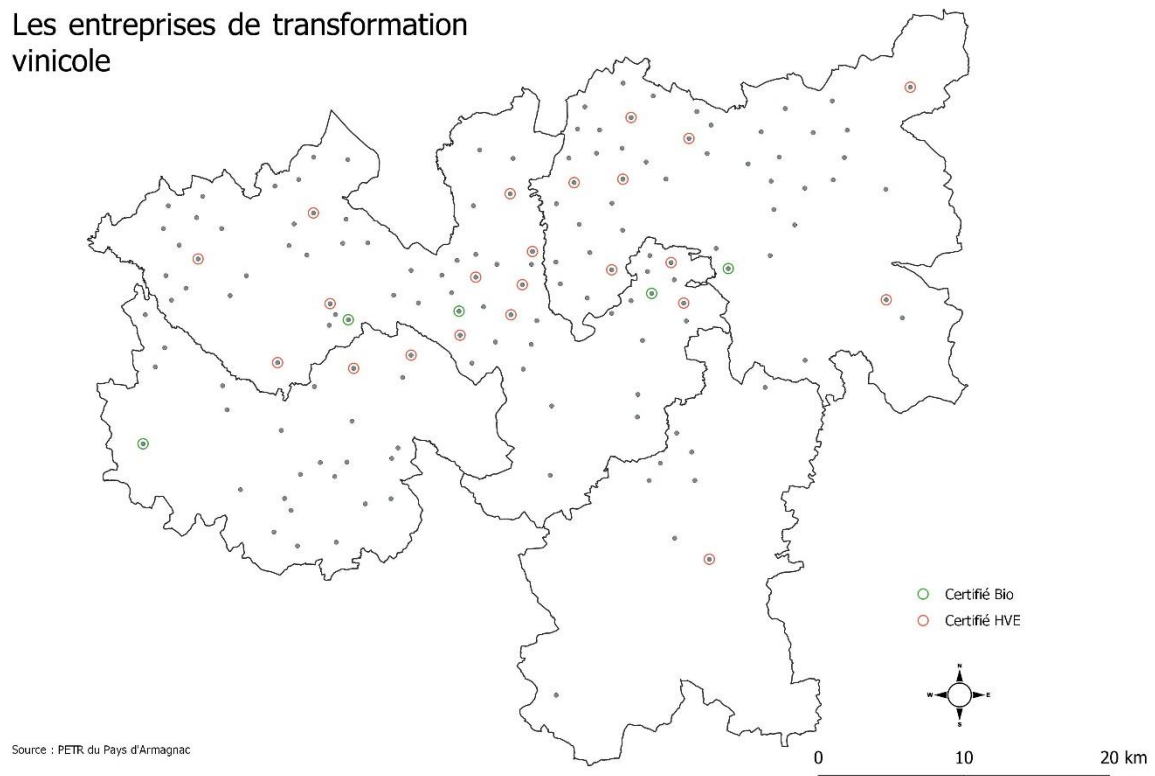 Les entreprises de transformation
vinicole
Certifié Bio
Certifié HVE
N
W E
S
Source : PETR du Pays d'Armagnac
0 10 20 km